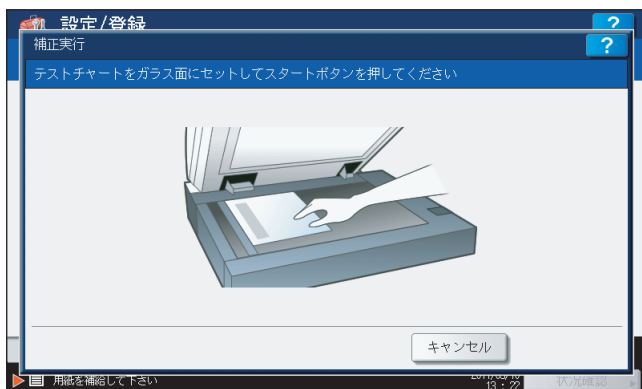 設定/登録
?
補正実行
?
テストチャートをガラス面にセットしてスタートボタンを押してください
キャンセル
用紙を補給して下さい
13 : 22
状況確認